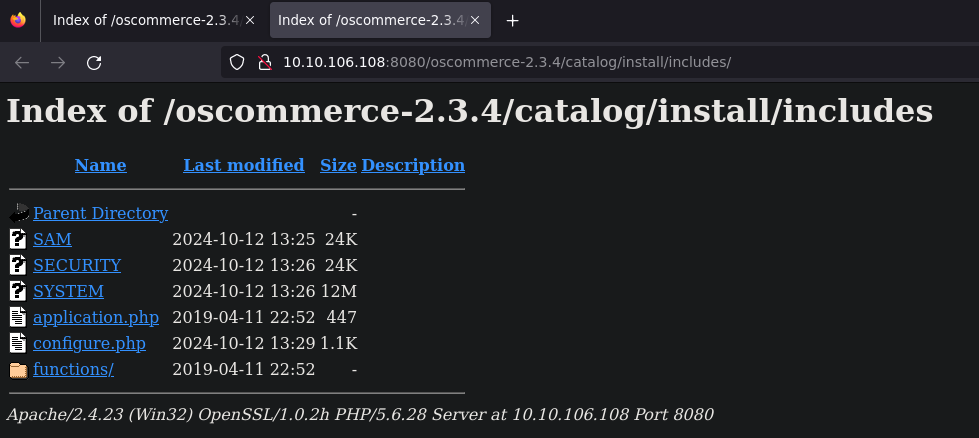 Index of /oscommerce-2.3.4/ Index of /oscommerce-2.3.4/
10.10.106.108:8080/oscommerce-2.3.4/catalog/install/includes/
Index of /oscommerce-2.3.4/catalog/install/includes
Name Last modified Size Description
Parent Directory -
SAM 2024-10-12 13:25 24K
SECURITY 2024-10-12 13:26 24K
SYSTEM 2024-10-12 13:26 12M
application.php 2019-04-11 22:52 447
configure.php 2024-10-12 13:29 1.1K
functions/ 2019-04-11 22:52 -
Apache/2.4.23 (Win32) OpenSSL/1.0.2h PHP/5.6.28 Server at 10.10.106.108 Port 8080